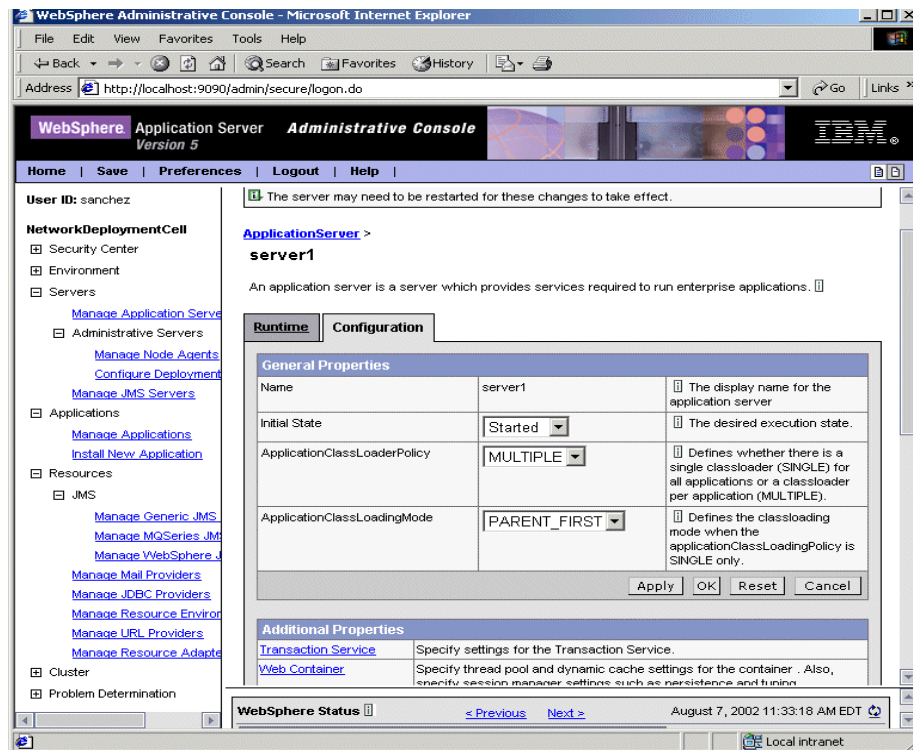 WebSphere Administrative Console - Microsoft Internet Explorer
File Edit View Favorites Tools Help
Back Search Favorites History
Address http://localhost:9090/admin/secure/logon.do Go Links »
WebSphere Application Server Administrative Console
Version 5
IBM®
Home | Save | Preferences | Logout | Help |
User ID: sanchez
NetworkDeploymentCell
Security Center
Environment
Servers
Manage Application Serve
Administrative Servers
Manage Node Agents
Configure Deployment
Manage JMS Servers
Applications
Manage Applications
Install New Application
Resources
JMS
Manage Generic JMS
Manage MQSeries JM
Manage WebSphere J
Manage Mail Providers
Manage JDBC Providers
Manage Resource Environ
Manage URL Providers
Manage Resource Adapte
Cluster
Problem Determination
The server may need to be restarted for these changes to take effect.
ApplicationServer >
server1
An application server is a server which provides services required to run enterprise applications. i
Runtime Configuration
General Properties
Name server1 i The display name for the
application server
Initial State Started i The desired execution state.
ApplicationClassLoaderPolicy MULTIPLE i Defines whether there is a
single classloader (SINGLE) for
all applications or a classloader
per application (MULTIPLE).
ApplicationClassLoadingMode PARENT_FIRST i Defines the classloading
mode when the
applicationClassLoadingPolicy is
SINGLE only.
Apply OK Reset Cancel
Additional Properties
Transaction Service Specify settings for the Transaction Service.
Web Container Specify thread pool and dynamic cache settings for the container . Also,
specify session manager settings such as persistence and tuning
WebSphere Status i < Previous Next > August 7, 2002 11:33:18 AM EDT
Local intranet